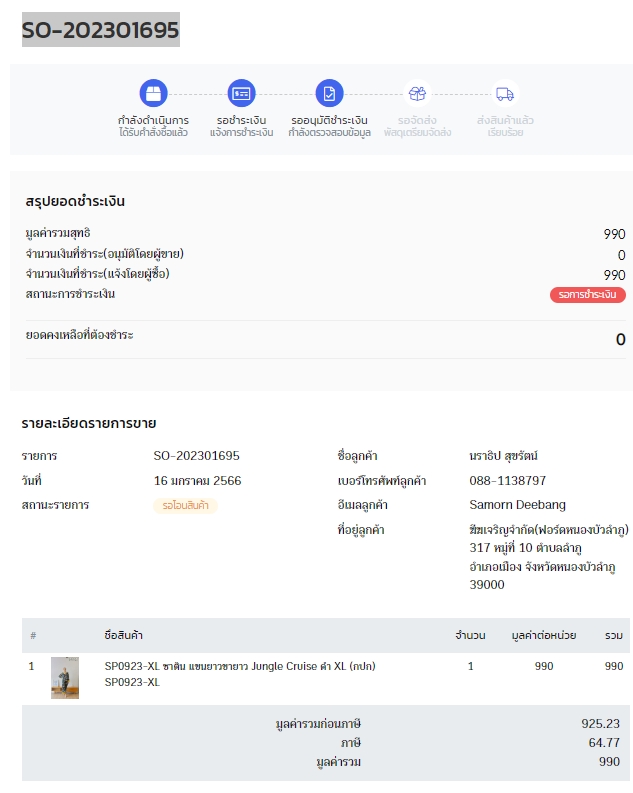 SO-202301695
กำลังดำเนินการ
ได้รับคำสั่งซื้อแล้ว
รอชำระเงิน
แจ้งการชำระเงิน
รออนุมัติชำระเงิน
กำลังตรวจสอบข้อมูล
รอจัดส่ง
พัสดุเตรียมจัดส่ง
ส่งสินค้าแล้ว
เรียบร้อย
สรุปยอดชำระเงิน
มูลค่ารวมสุทธิ 990
จำนวนเงินที่ชำระ(อนุมัติโดยผู้ขาย) 0
จำนวนเงินที่ชำระ(แจ้งโดยผู้ซื้อ) 990
สถานะการชำระเงิน รอการชำระเงิน
ยอดคงเหลือที่ต้องชำระ 0
รายละเอียดรายการขาย
รายการ SO-202301695 ชื่อลูกค้า นราธิป สุขรัตน์
วันที่ 16 มกราคม 2566 เบอร์โทรศัพท์ลูกค้า 088-1138797
สถานะรายการ รอโอนสินค้า อีเมลลูกค้า Samorn Deebang
ที่อยู่ลูกค้า พืชเจริญจำกัด(ฟอร์ดหนองบัวลำภู)
317 หมู่ที่ 10 ตำบลลำภู
อำเภอเมือง จังหวัดหนองบัวลำภู
39000
# ชื่อสินค้า จำนวน มูลค่าต่อหน่วย รวม
1 SP0923-XL ซาติน แขนยาวขายาว Jungle Cruise ดำ XL (กปก) 1 990 990
SP0923-XL
มูลค่ารวมก่อนภาษี 925.23
ภาษี 64.77
มูลค่ารวม 990